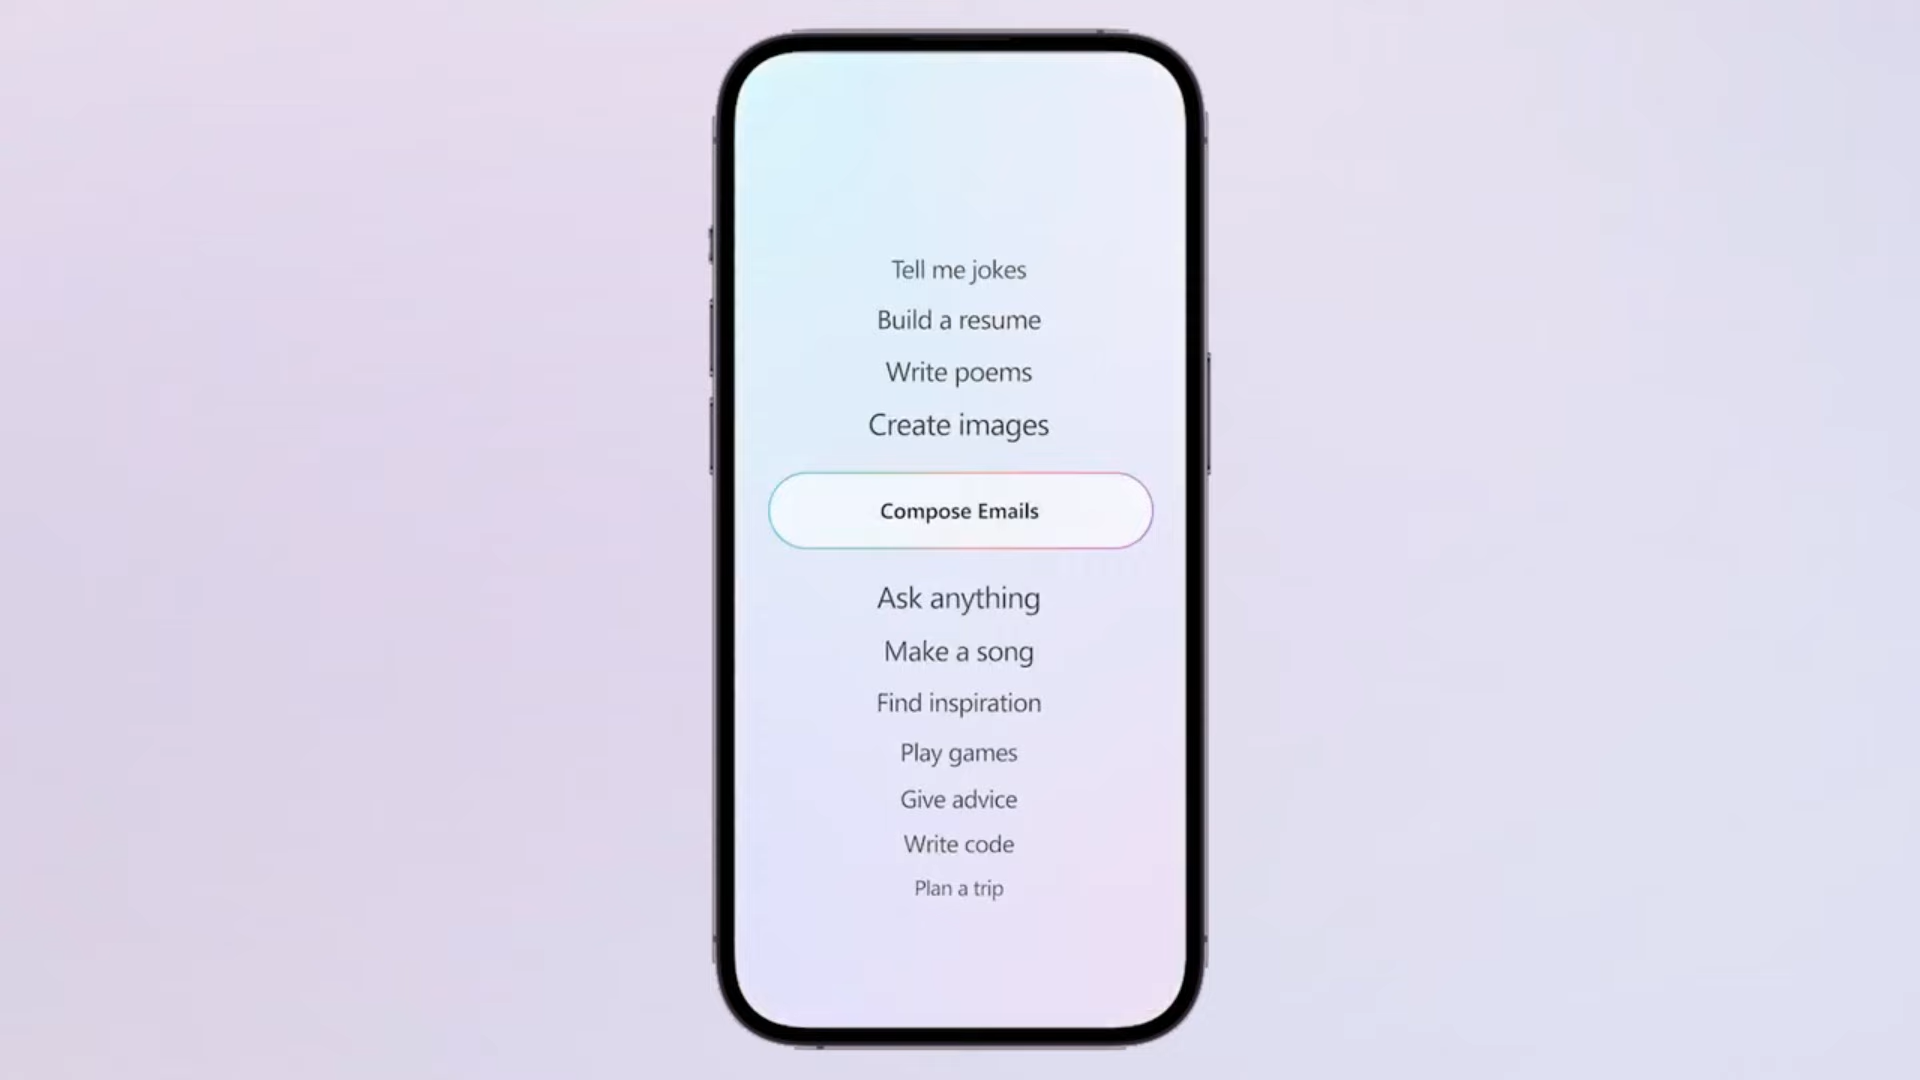 Tell me jokes
Build a resume
Write poems
Create images
Compose Emails
Ask anything
Make a song
Find inspiration
Play games
Give advice
Write code
Plan a trip